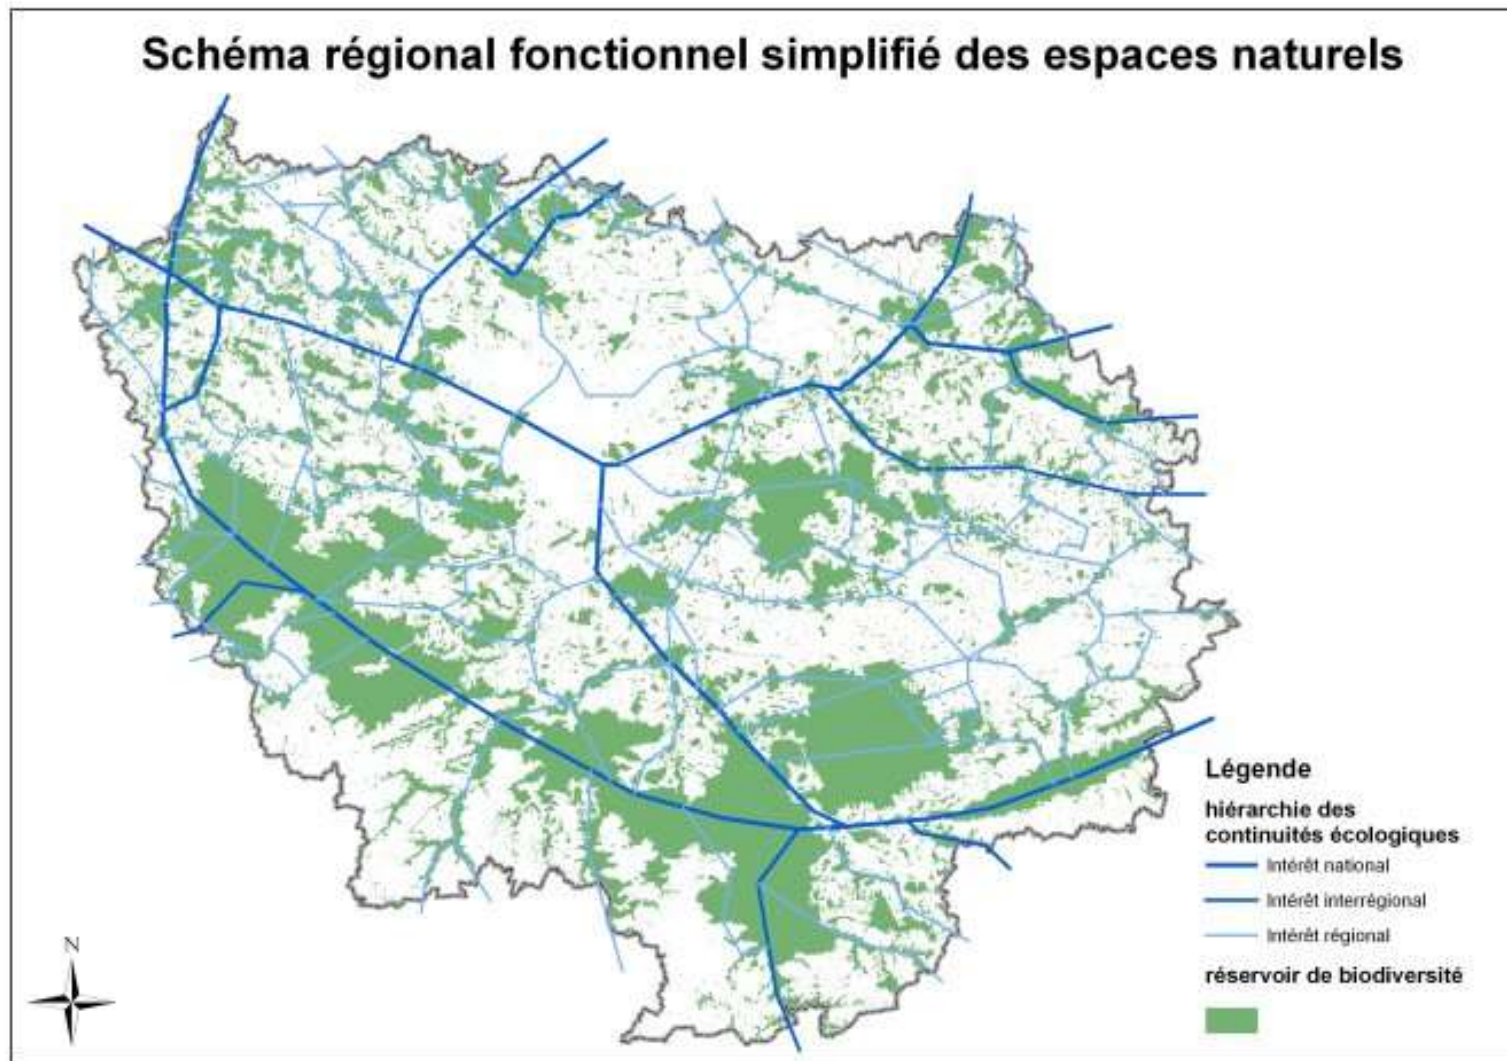 Schéma régional fonctionnel simplifié des espaces naturels
Légende
hiérarchie des
continuités écologiques
Intérêt national
Intérêt interrégional
Intérêt régional
réservoir de biodiversité
N